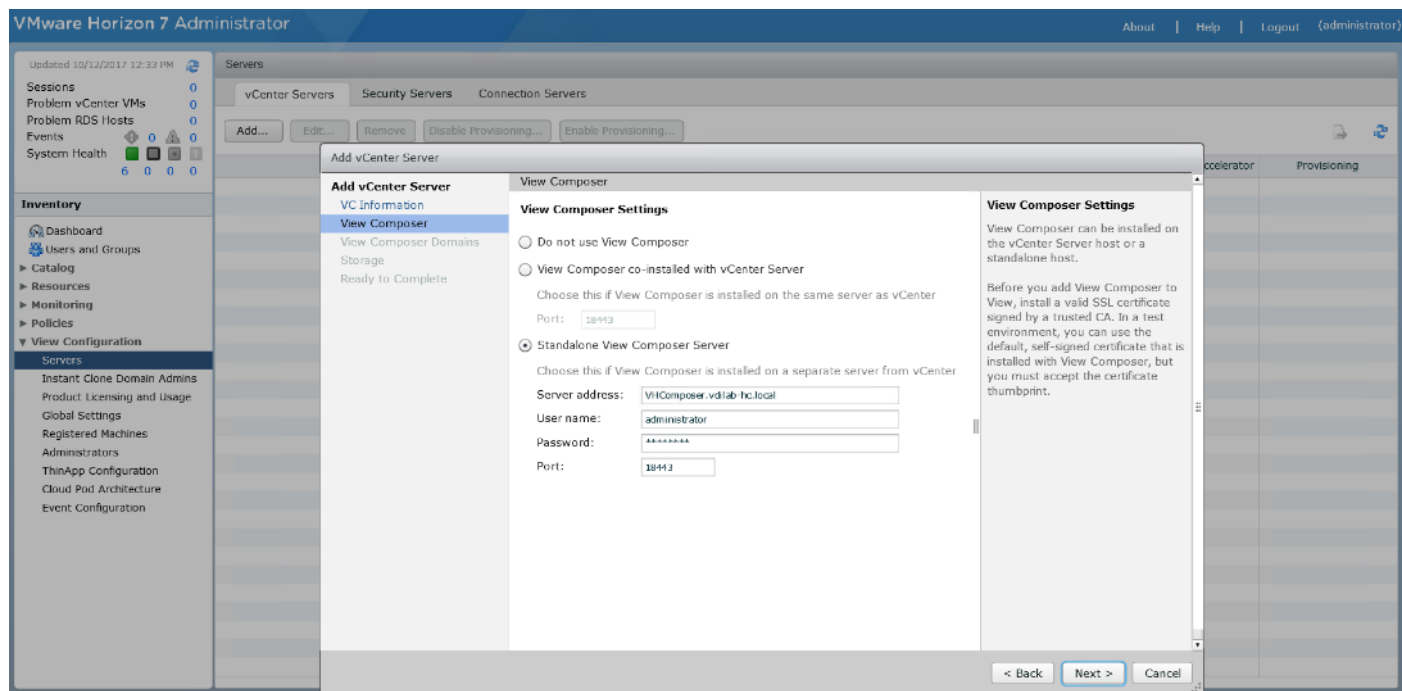 VMware Horizon 7 Administrator
About | Help | Logout (administrator)
Updated 10/12/2017 12:33 PM
Sessions 0
Problem vCenter VMs 0
Problem RDS Hosts 0
Events 0 0
System Health
6 0 0 0
Inventory
Dashboard
Users and Groups
Catalog
Resources
Monitoring
Policies
View Configuration
Servers
Instant Clone Domain Admins
Product Licensing and Usage
Global Settings
Registered Machines
Administrators
ThinApp Configuration
Cloud Pod Architecture
Event Configuration
Servers
vCenter Servers Security Servers Connection Servers
Add... Edit... Remove Disable Provisioning... Enable Provisioning...
ccelerator Provisioning
Add vCenter Server
Add vCenter Server
VC Information
View Composer
View Composer Domains
Storage
Ready to Complete
View Composer
View Composer Settings
Do not use View Composer
View Composer co-installed with vCenter Server
Choose this if View Composer is installed on the same server as vCenter
Port: 18443
Standalone View Composer Server
Choose this if View Composer is installed on a separate server from vCenter
Server address: VHComposer.vdilab-hc.local
User name: administrator
Password: ********
Port: 18443
View Composer Settings
View Composer can be installed on
the vCenter Server host or a
standalone host.
Before you add View Composer to
View, install a valid SSL certificate
signed by a trusted CA. In a test
environment, you can use the
default, self-signed certificate that is
installed with View Composer, but
you must accept the certificate
thumbprint.
< Back Next > Cancel